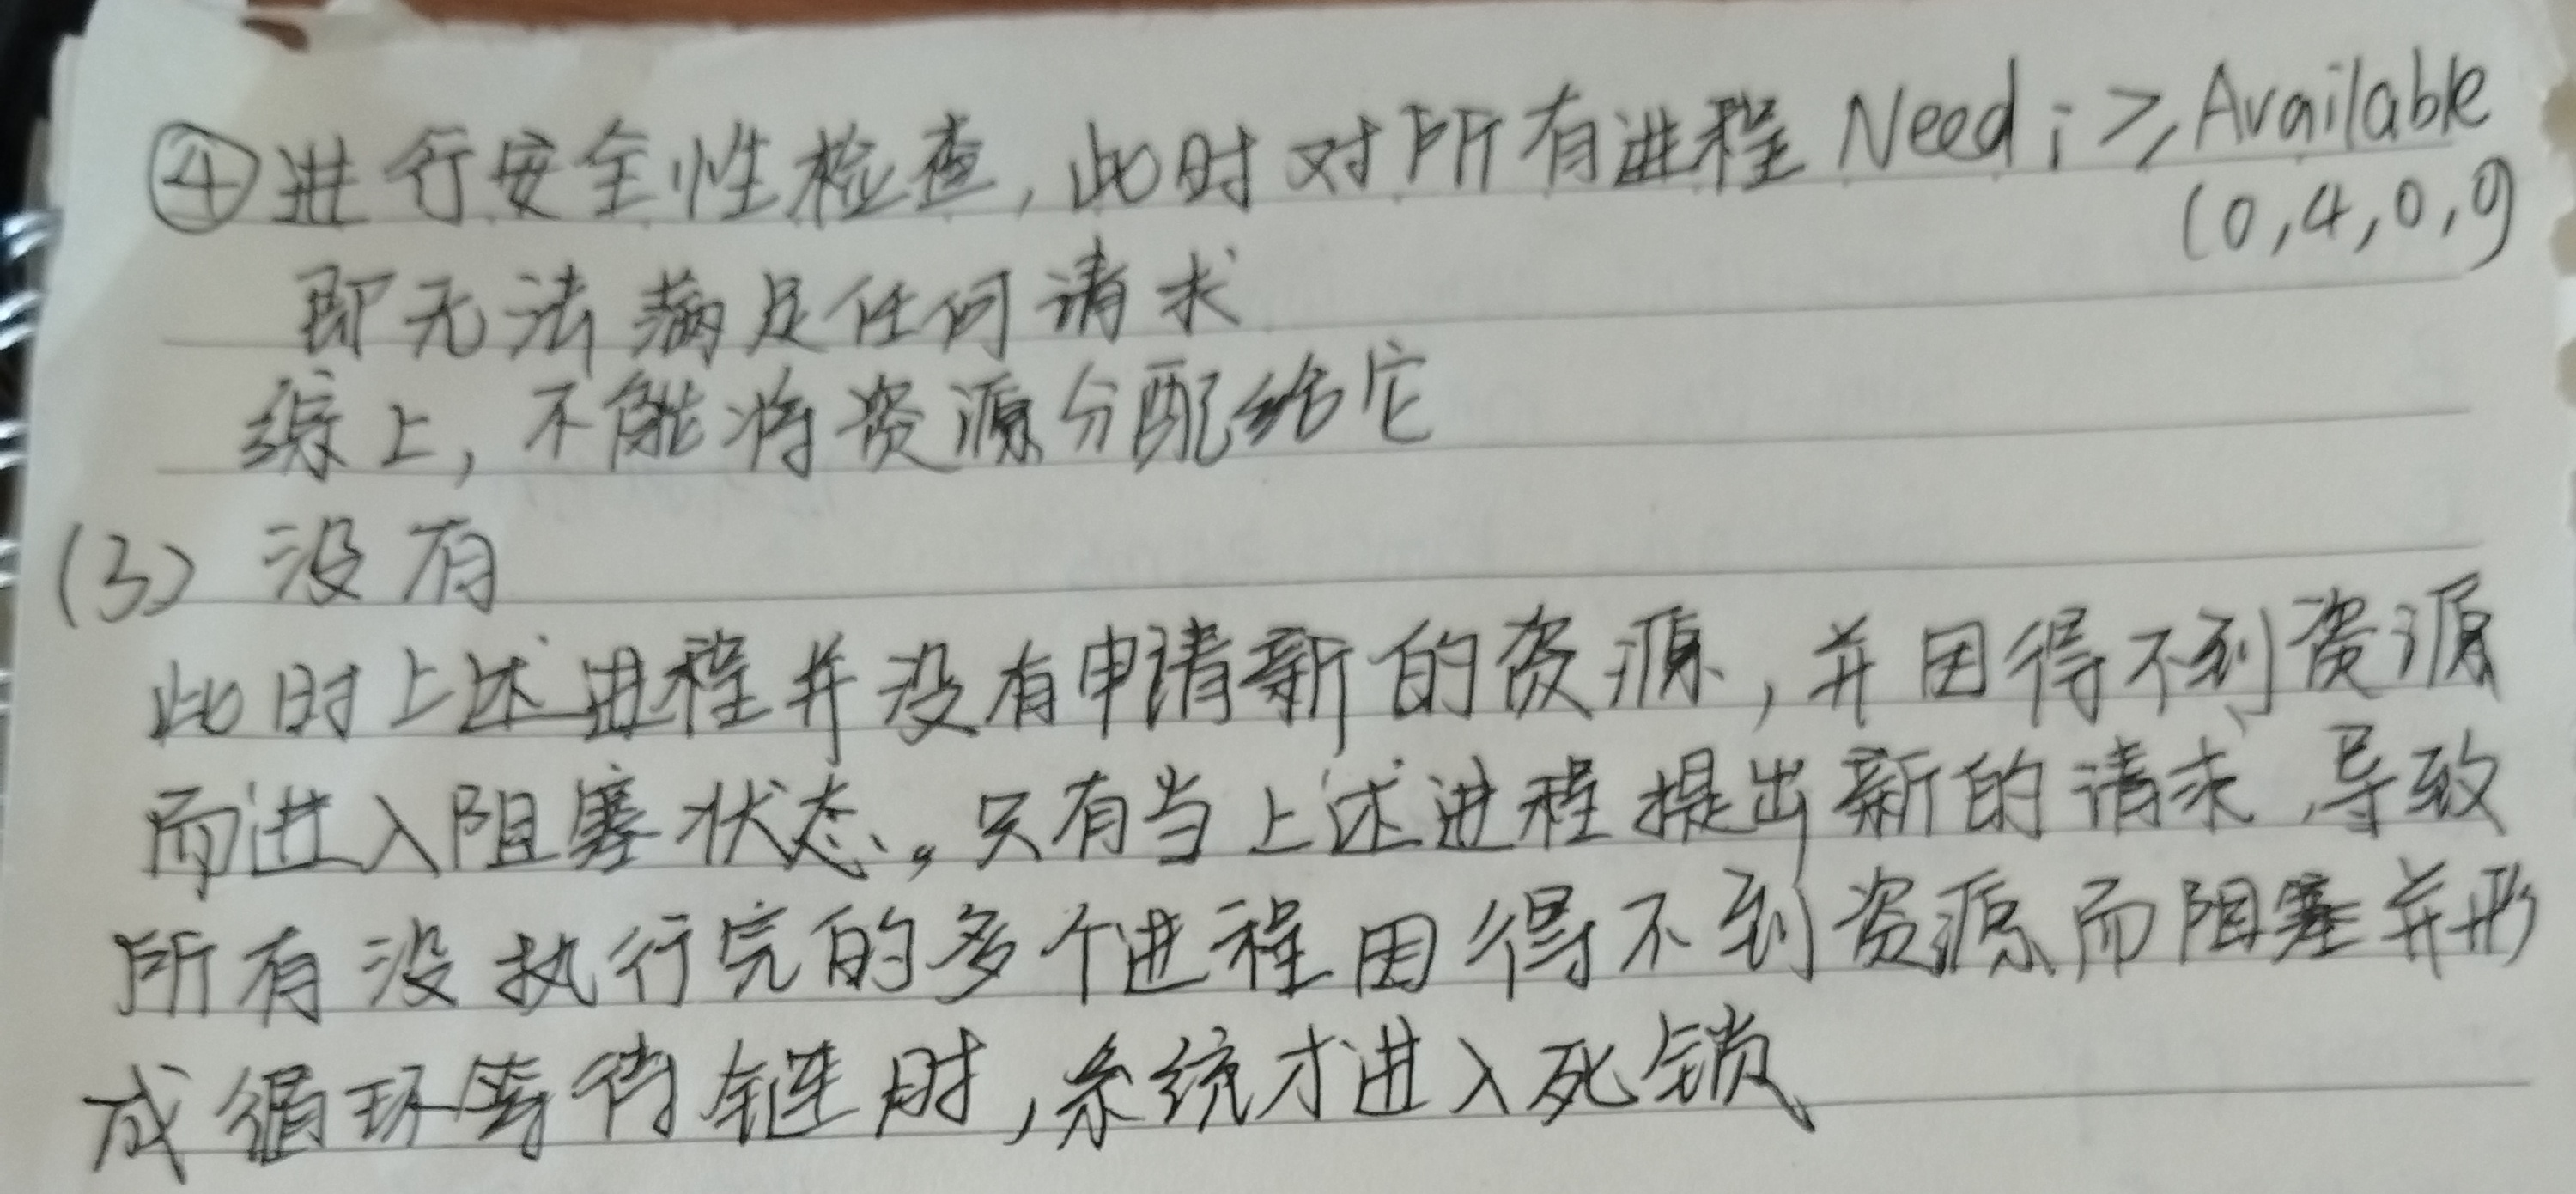 ④进行安全性检查,此时对所有进程 Need i ≥ Available
(0,4,0,0)
即无法满足任何请求
综上,不能将资源分配给它
(3) 没有
此时上述进程并没有申请新的资源,并因得不到资源
而进入阻塞状态。只有当上述进程提出新的请求,导致
所有没执行完的多个进程因得不到资源而阻塞并形
成循环等待链时,系统才进入死锁